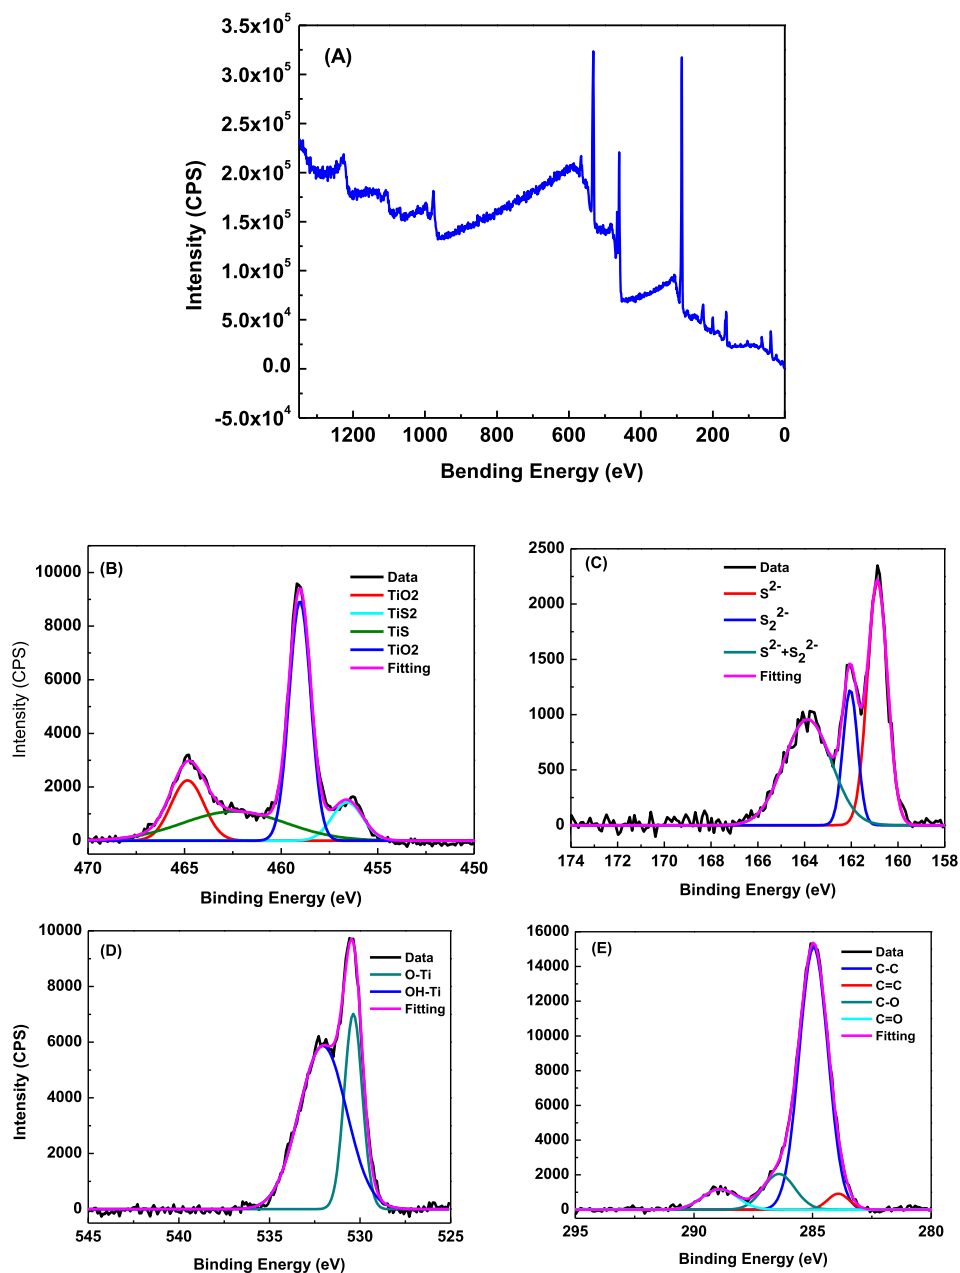 (A)
3.5x10^5
3.0x10^5
2.5x10^5
2.0x10^5
1.5x10^5
1.0x10^5
5.0x10^4
0.0
-5.0x10^4
Intensity (CPS)
1200 1000 800 600 400 200 0
Bending Energy (eV)
(B)
10000
8000
6000
4000
2000
0
Intensity (CPS)
Data
TiO2
TiS2
TiS
TiO2
Fitting
470 465 460 455 450
Binding Energy (eV)
(C)
2500
2000
1500
1000
500
0
Data
S^2-
S_2^2-
S^2-+S_2^2-
Fitting
174 172 170 168 166 164 162 160 158
Binding Energy (eV)
(D)
10000
8000
6000
4000
2000
0
Intensity (CPS)
Data
O-Ti
OH-Ti
Fitting
545 540 535 530 525
Binding Energy (eV)
(E)
16000
14000
12000
10000
8000
6000
4000
2000
0
Data
C-C
C=C
C-O
C=O
Fitting
295 290 285 280
Binding Energy (eV)